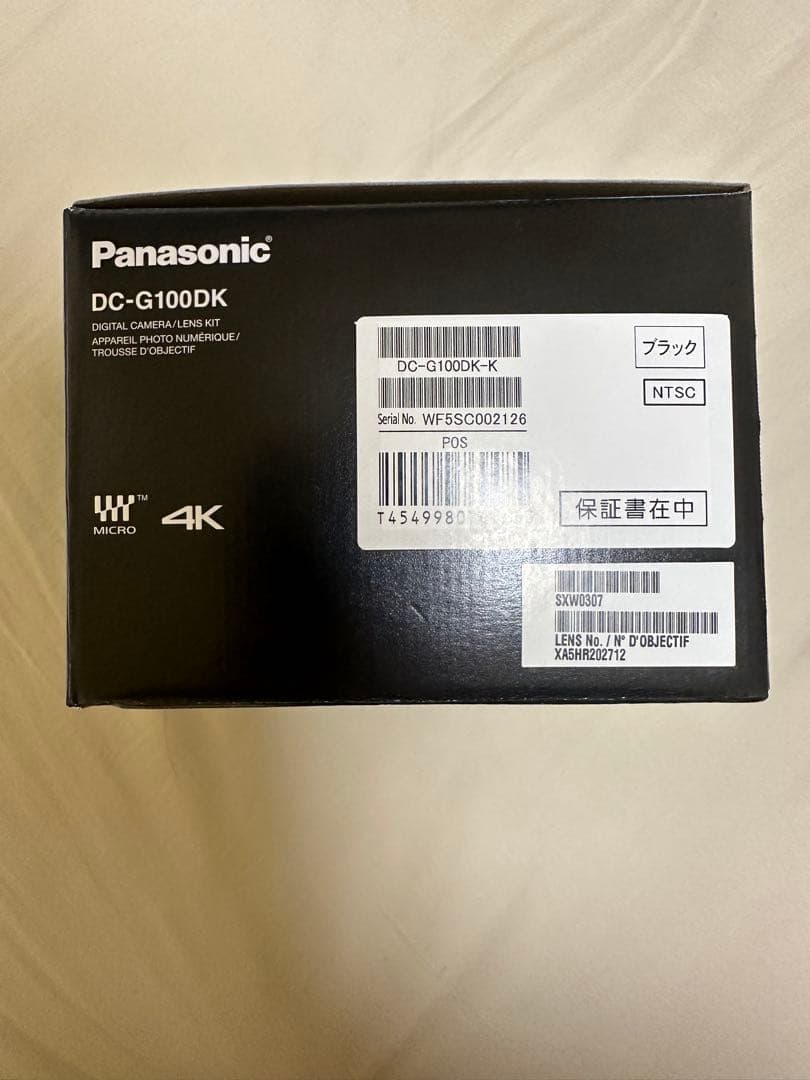 Panasonic®
DC-G100DK
DIGITAL CAMERA/LENS KIT
APPAREIL PHOTO NUMÉRIQUE/
TROUSSE D'OBJECTIF
MICRO™
4K
DC-G100DK-K
ブラック
NTSC
Serial No. WF5SC002126
POS
保証書在中
SXW0307
LENS No. / N° D'OBJECTIF
XA5HR202712